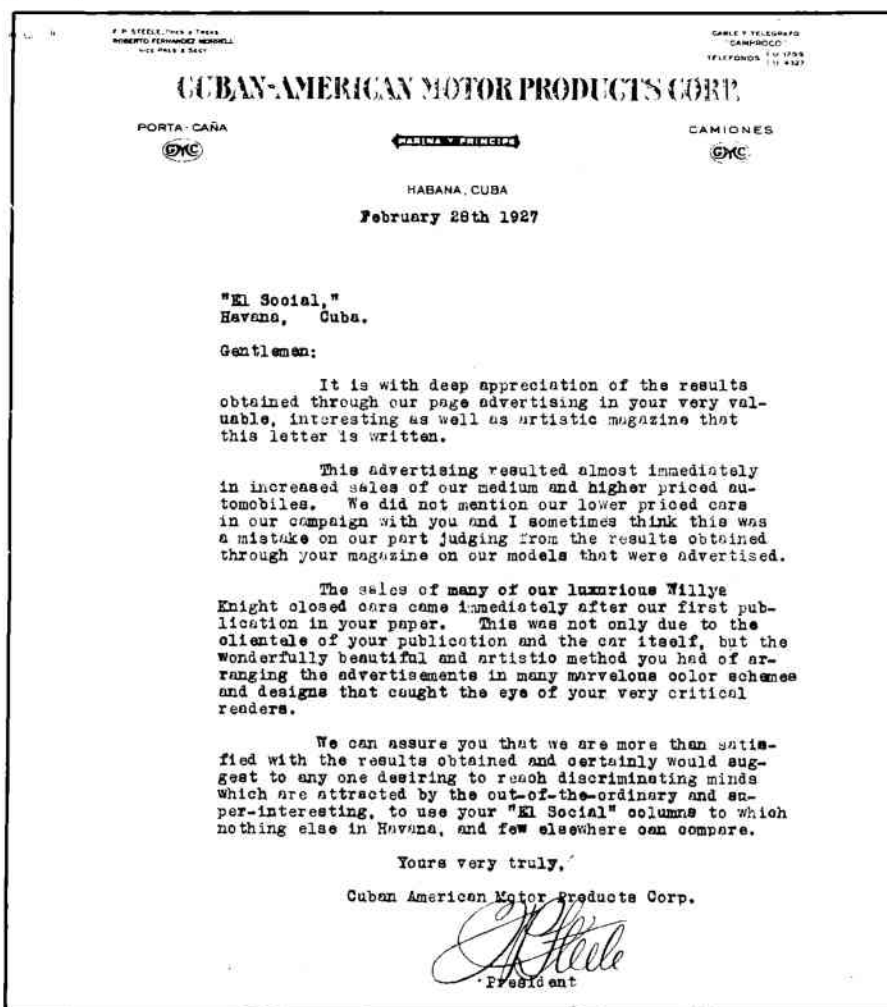 ROBERTO FERNANDEZ MORRELL
VICE PRES & SECY
CABLE Y TELEGRAFO
"CAMPROCO"
TELEFONOS
CUBAN-AMERICAN MOTOR PRODUCTS CORP.
PORTA-CAÑA
GMC
MARINA Y PRINCIPE
CAMIONES
GMC
HABANA, CUBA
February 28th 1927
"El Social,"
Havana, Cuba.
Gentlemen:
It is with deep appreciation of the results
obtained through our page advertising in your very val-
uable, interesting as well as artistic magazine that
this letter is written.
This advertising resulted almost immediately
in increased sales of our medium and higher priced au-
tomobiles. We did not mention our lower priced cars
in our campaign with you and I sometimes think this was
a mistake on our part judging from the results obtained
through your magazine on our models that were advertised.
The sales of many of our luxurious Willys
Knight closed cars came immediately after our first pub-
lication in your paper. This was not only due to the
clientele of your publication and the car itself, but the
wonderfully beautiful and artistic method you had of ar-
ranging the advertisements in many marvelous color schemes
and designs that caught the eye of your very critical
readers.
We can assure you that we are more than satis-
fied with the results obtained and certainly would sug-
gest to any one desiring to reach discriminating minds
which are attracted by the out-of-the-ordinary and su-
per-interesting, to use your "El Social" columns to which
nothing else in Havana, and few elsewhere can compare.
Yours very truly,
Cuban American Motor Products Corp.
Steele
President